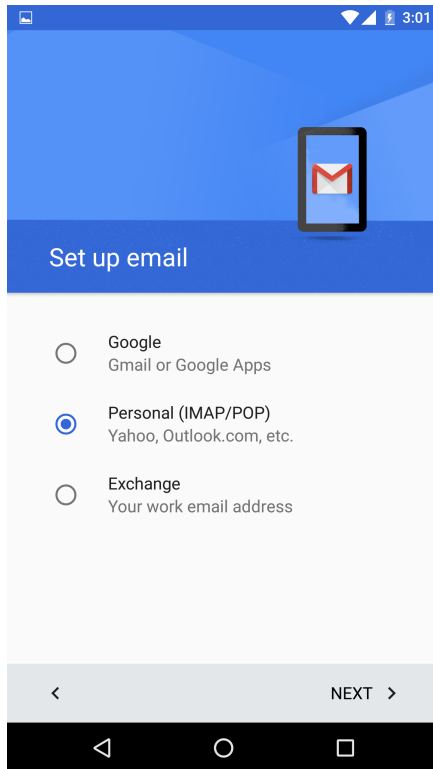 3:01
Set up email
Google
Gmail or Google Apps
Personal (IMAP/POP)
Yahoo, Outlook.com, etc.
Exchange
Your work email address
NEXT